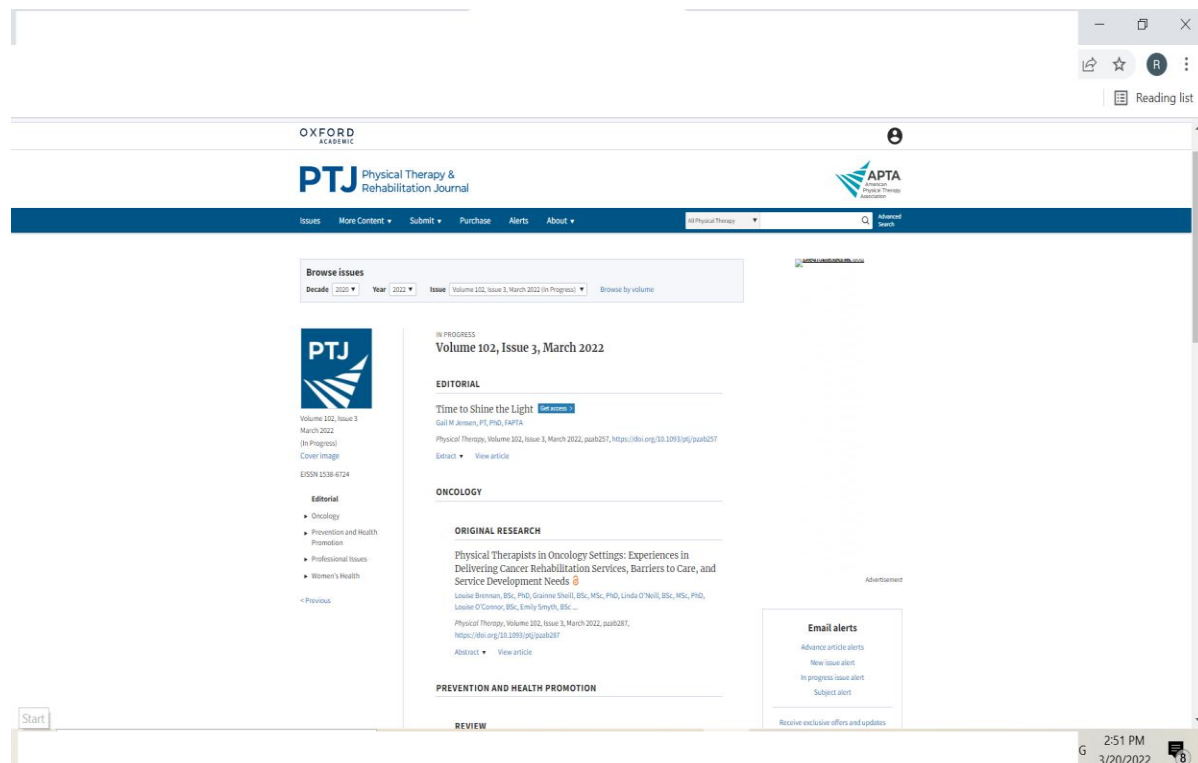 R
Reading list
OXFORD
ACADEMIC
PTJ Physical Therapy &
Rehabilitation Journal
APTA
American
Physical Therapy
Association
Issues More Content ▾ Submit ▾ Purchase Alerts About ▾
All Physical Therapy ▾
Advanced
Search
Browse issues
Decade 2020 ▾ Year 2022 ▾ Issue Volume 102, Issue 3, March 2022 (In Progress) ▾ Browse by volume
PTJ
Volume 102, Issue 3
March 2022
(In Progress)
Cover image
EISSN 1538-6724
Editorial
▸ Oncology
▸ Prevention and Health
Promotion
▸ Professional Issues
▸ Women's Health
< Previous
IN PROGRESS
Volume 102, Issue 3, March 2022
EDITORIAL
Time to Shine the Light Get access >
Gail M Jensen, PT, PhD, FAPTA
Physical Therapy, Volume 102, Issue 3, March 2022, pzab257, https://doi.org/10.1093/ptj/pzab257
Extract ▾ View article
ONCOLOGY
ORIGINAL RESEARCH
Physical Therapists in Oncology Settings: Experiences in
Delivering Cancer Rehabilitation Services, Barriers to Care, and
Service Development Needs
Louise Brennan, BSc, PhD, Grainne Sheill, BSc, MSc, PhD, Linda O'Neill, BSc, MSc, PhD,
Louise O'Connor, BSc, Emily Smyth, BSc ...
Physical Therapy, Volume 102, Issue 3, March 2022, pzab287,
https://doi.org/10.1093/ptj/pzab287
Abstract ▾ View article
PREVENTION AND HEALTH PROMOTION
REVIEW
Advertisement
Email alerts
Advance article alerts
New issue alert
In progress issue alert
Subject alert
Receive exclusive offers and updates
Start
G
2:51 PM
3/20/2022
8